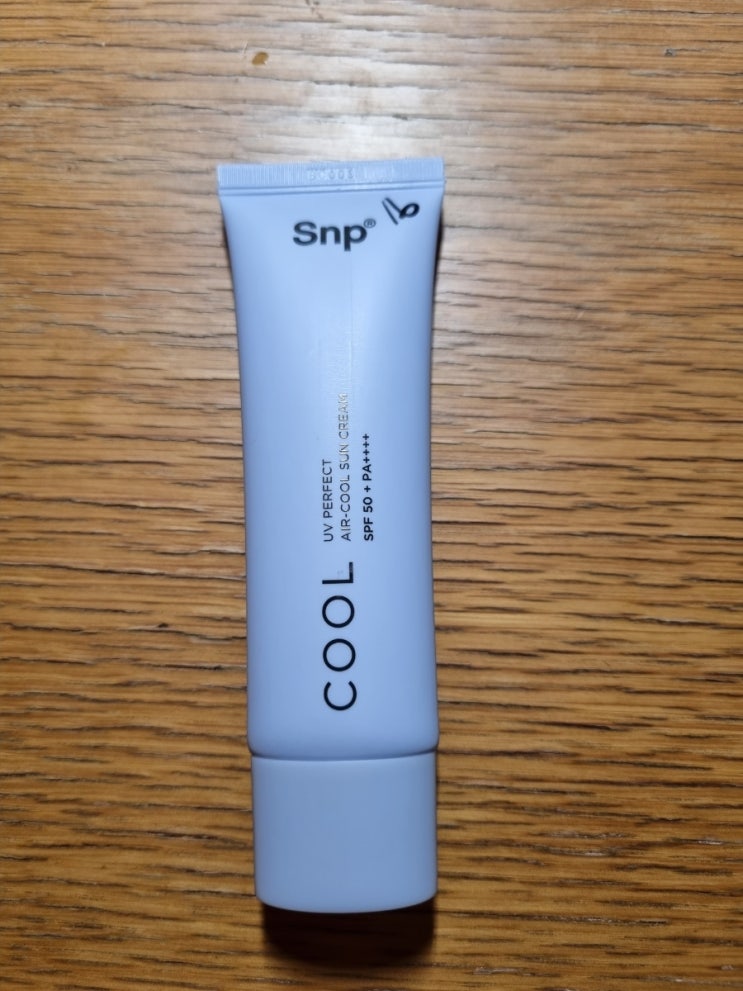 Snp®
COOL
UV PERFECT
AIR-COOL SUN CREAM
SPF 50 + PA++++